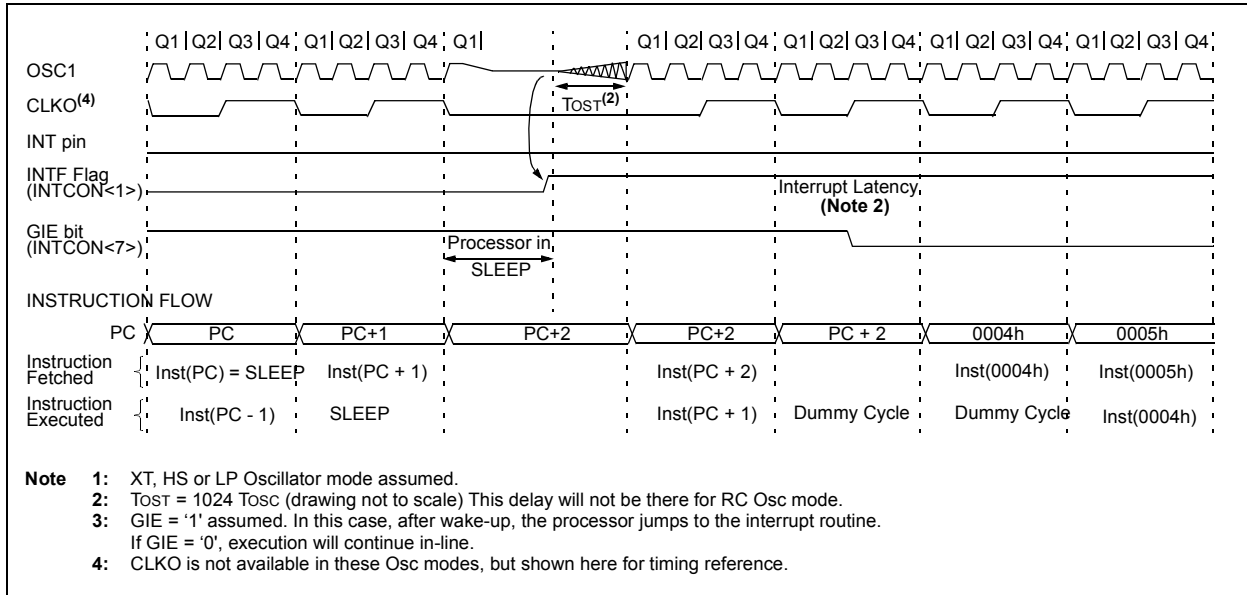 Q1 Q2 Q3 Q4 Q1 Q2 Q3 Q4 Q1 Q1 Q2 Q3 Q4 Q1 Q2 Q3 Q4 Q1 Q2 Q3 Q4 Q1 Q2 Q3 Q4
OSC1
TOST(2)
CLKO(4)
INT pin
INTF Flag
(INTCON<1>)
Interrupt Latency
(Note 2)
GIE bit
(INTCON<7>)
Processor in
SLEEP
INSTRUCTION FLOW
PC PC PC+1 PC+2 PC+2 PC + 2 0004h 0005h
Instruction
Fetched
Inst(PC) = SLEEP Inst(PC + 1) Inst(PC + 2) Inst(0004h) Inst(0005h)
Instruction
Executed
Inst(PC - 1) SLEEP Inst(PC + 1) Dummy Cycle Dummy Cycle Inst(0004h)
Note 1: XT, HS or LP Oscillator mode assumed.
2: TOST = 1024 TOSC (drawing not to scale) This delay will not be there for RC Osc mode.
3: GIE = '1' assumed. In this case, after wake-up, the processor jumps to the interrupt routine.
If GIE = '0', execution will continue in-line.
4: CLKO is not available in these Osc modes, but shown here for timing reference.